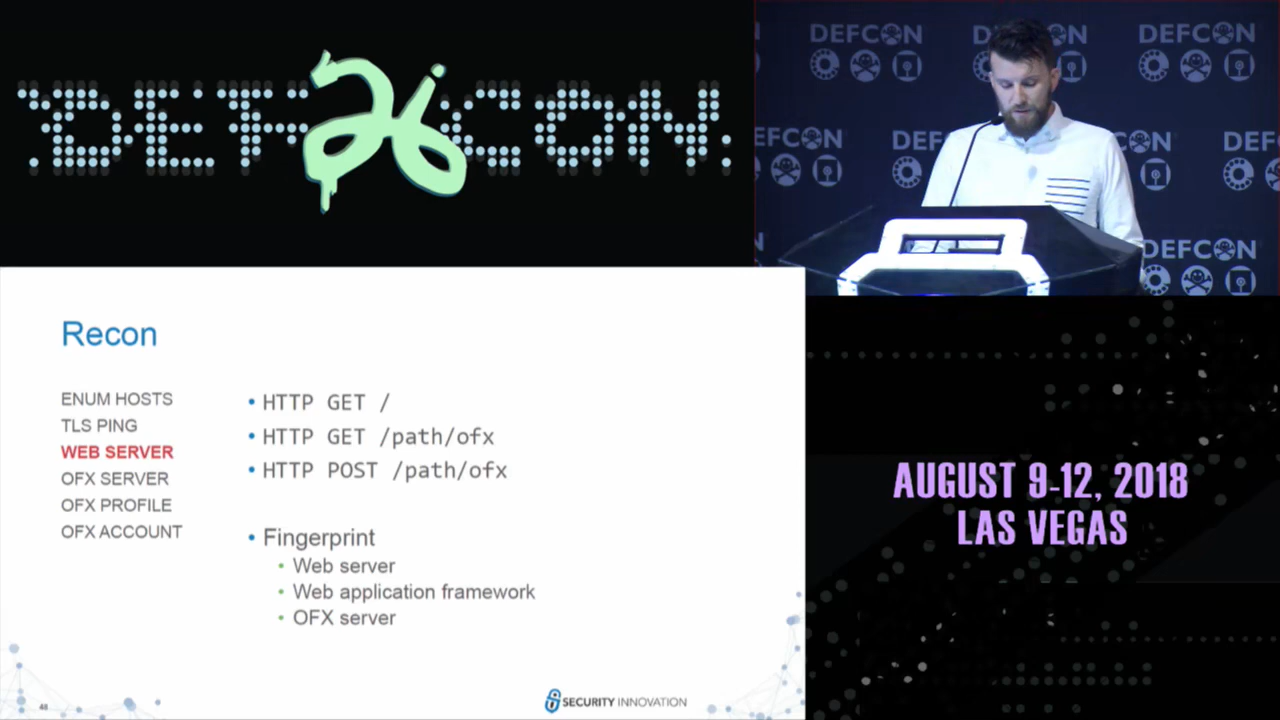 DEF CON 26
DEFCON
DEFCON
DEFCON
DEFCON
DEFCON
Recon
ENUM HOSTS
TLS PING
WEB SERVER
OFX SERVER
OFX PROFILE
OFX ACCOUNT
• HTTP GET /
• HTTP GET /path/ofx
• HTTP POST /path/ofx
• Fingerprint
• Web server
• Web application framework
• OFX server
48
SECURITY INNOVATION
AUGUST 9-12, 2018
LAS VEGAS